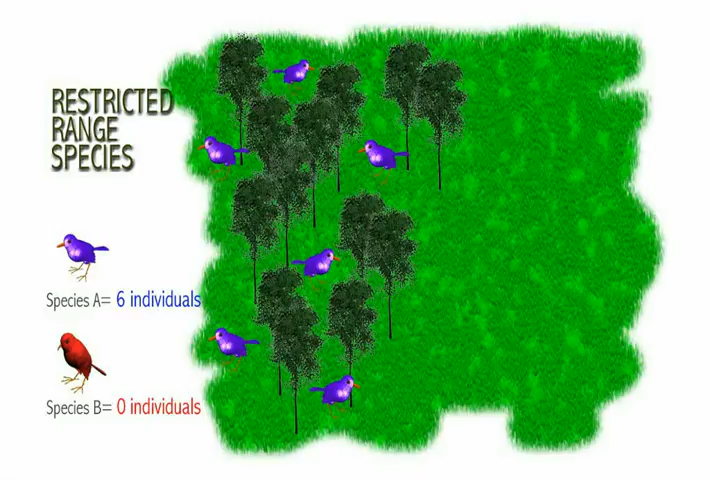 RESTRICTED
RANGE
SPECIES
Species A= 6 individuals
Species B= 0 individuals